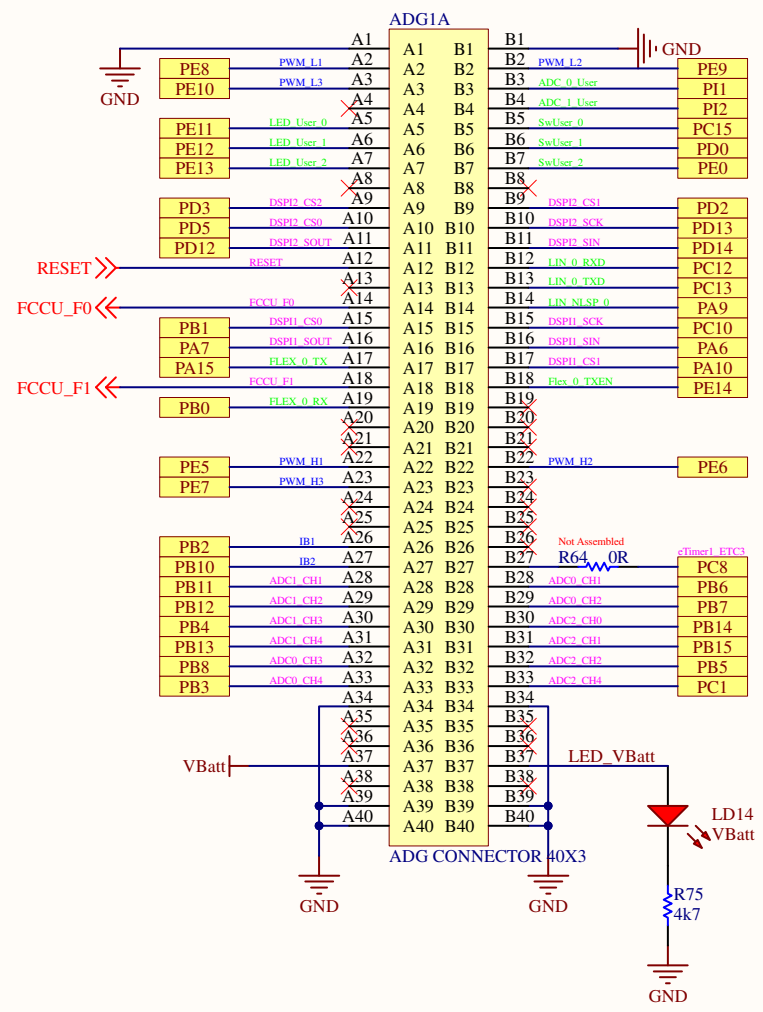 ADG1A
A1 A1 B1 B1 GND
PE8 PWM_L1 A2 A2 B2 B2 PWM_L2 PE9
PE10 PWM_L3 A3 A3 B3 B3 ADC_0_User PI1
GND A4 A4 B4 B4 ADC_1_User PI2
PE11 LED_User_0 A5 A5 B5 B5 SwUser_0 PC15
PE12 LED_User_1 A6 A6 B6 B6 SwUser_1 PD0
PE13 LED_User_2 A7 A7 B7 B7 SwUser_2 PE0
A8 A8 B8 B8
PD3 DSPI2_CS2 A9 A9 B9 B9 DSPI2_CS1 PD2
PD5 DSPI2_CS0 A10 A10 B10 B10 DSPI2_SCK PD13
PD12 DSPI2_SOUT A11 A11 B11 B11 DSPI2_SIN PD14
RESET RESET A12 A12 B12 B12 LIN_0_RXD PC12
A13 A13 B13 B13 LIN_0_TXD PC13
FCCU_F0 FCCU_F0 A14 A14 B14 B14 LIN_NLSP_0 PA9
PB1 DSPI1_CS0 A15 A15 B15 B15 DSPI1_SCK PC10
PA7 DSPI1_SOUT A16 A16 B16 B16 DSPI1_SIN PA6
PA15 FLEX_0_TX A17 A17 B17 B17 DSPI1_CS1 PA10
FCCU_F1 FCCU_F1 A18 A18 B18 B18 Flex_0_TXEN PE14
PB0 FLEX_0_RX A19 A19 B19 B19
A20 A20 B20 B20
A21 A21 B21 B21
PE5 PWM_H1 A22 A22 B22 B22 PWM_H2 PE6
PE7 PWM_H3 A23 A23 B23 B23
A24 A24 B24 B24
A25 A25 B25 B25
PB2 IB1 A26 A26 B26 B26 Not Assembled
PB10 IB2 A27 A27 B27 B27 R64 0R eTimer1_ETC3 PC8
PB11 ADC1_CH1 A28 A28 B28 B28 ADC0_CH1 PB6
PB12 ADC1_CH2 A29 A29 B29 B29 ADC0_CH2 PB7
PB4 ADC1_CH3 A30 A30 B30 B30 ADC2_CH0 PB14
PB13 ADC1_CH4 A31 A31 B31 B31 ADC2_CH1 PB15
PB8 ADC0_CH3 A32 A32 B32 B32 ADC2_CH2 PB5
PB3 ADC0_CH4 A33 A33 B33 B33 ADC2_CH4 PC1
A34 A34 B34 B34
A35 A35 B35 B35
A36 A36 B36 B36
VBatt A37 A37 B37 B37 LED_VBatt
A38 A38 B38 B38
A39 A39 B39 B39
A40 A40 B40 B40
LD14
VBatt
ADG CONNECTOR 40X3
GND GND
R75
4k7
GND